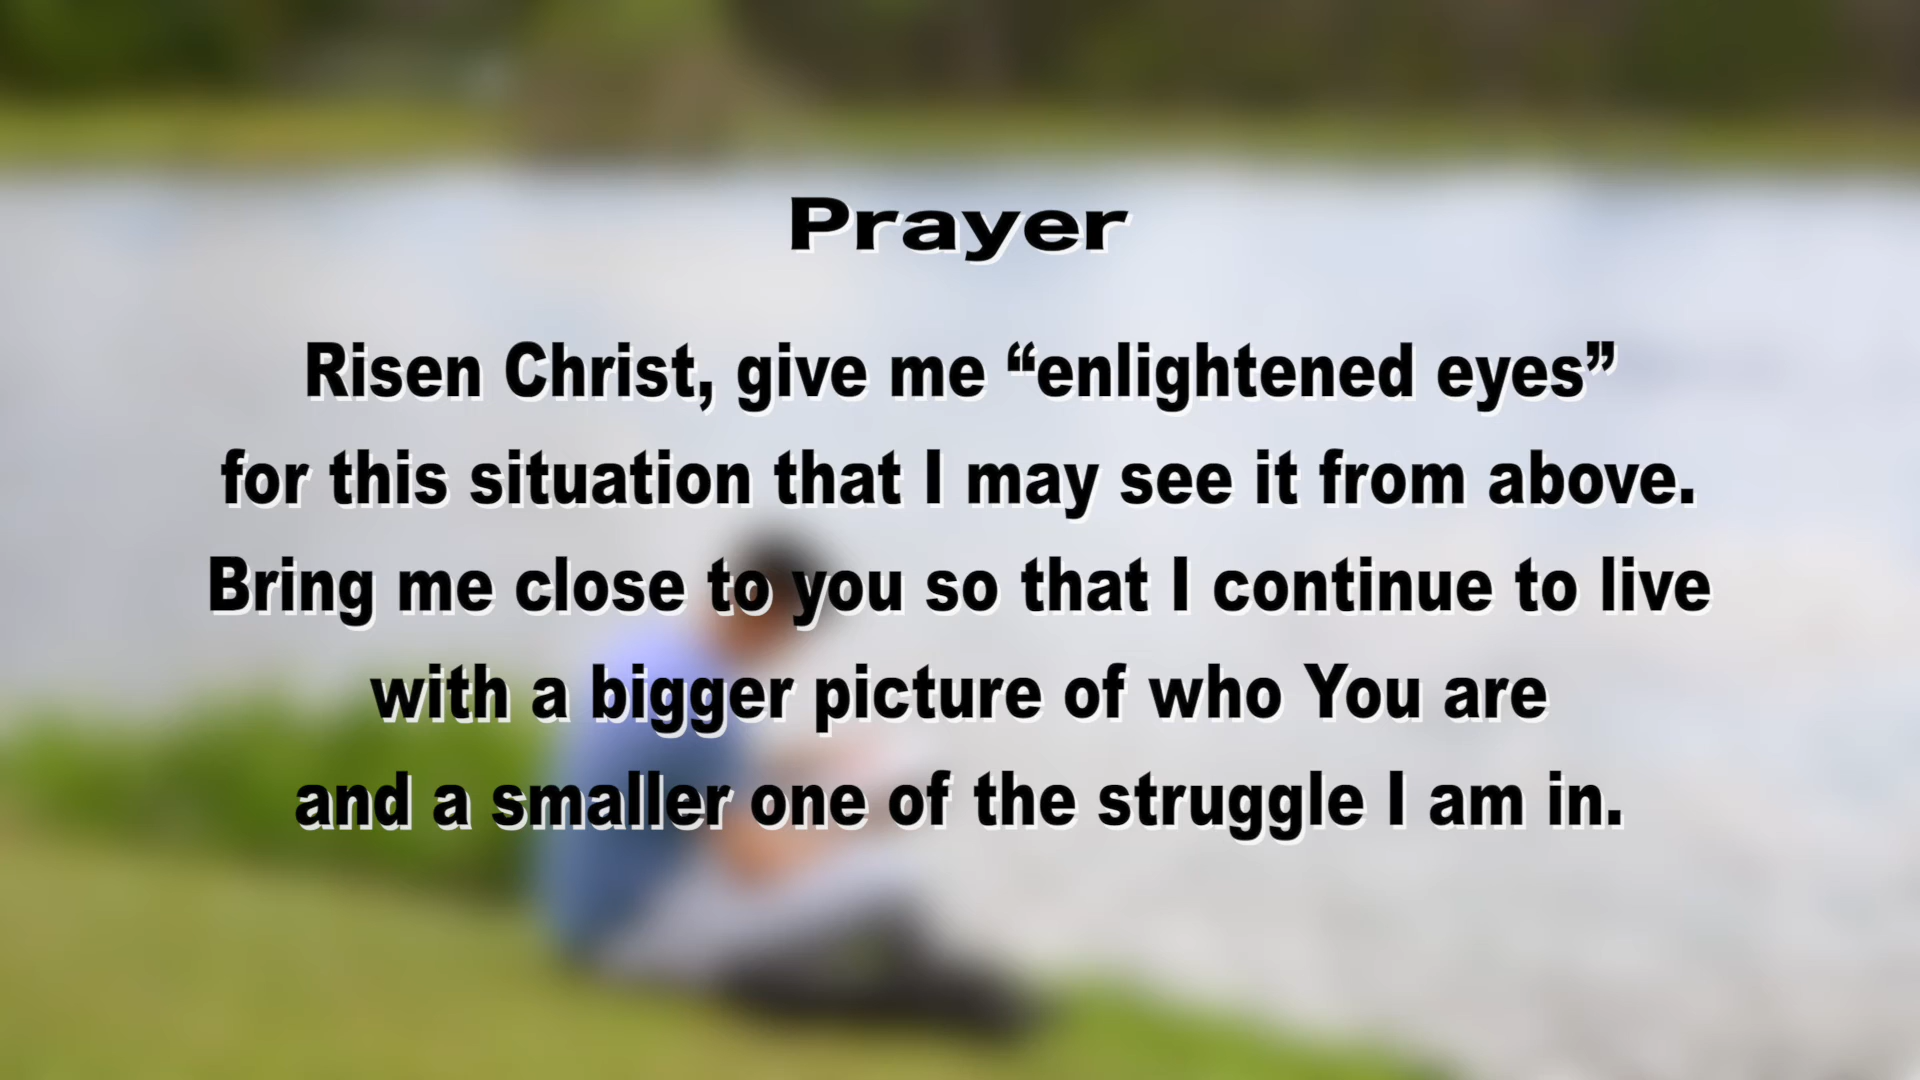 Prayer
Risen Christ, give me “enlightened eyes”
for this situation that I may see it from above.
Bring me close to you so that I continue to live
with a bigger picture of who You are
and a smaller one of the struggle I am in.